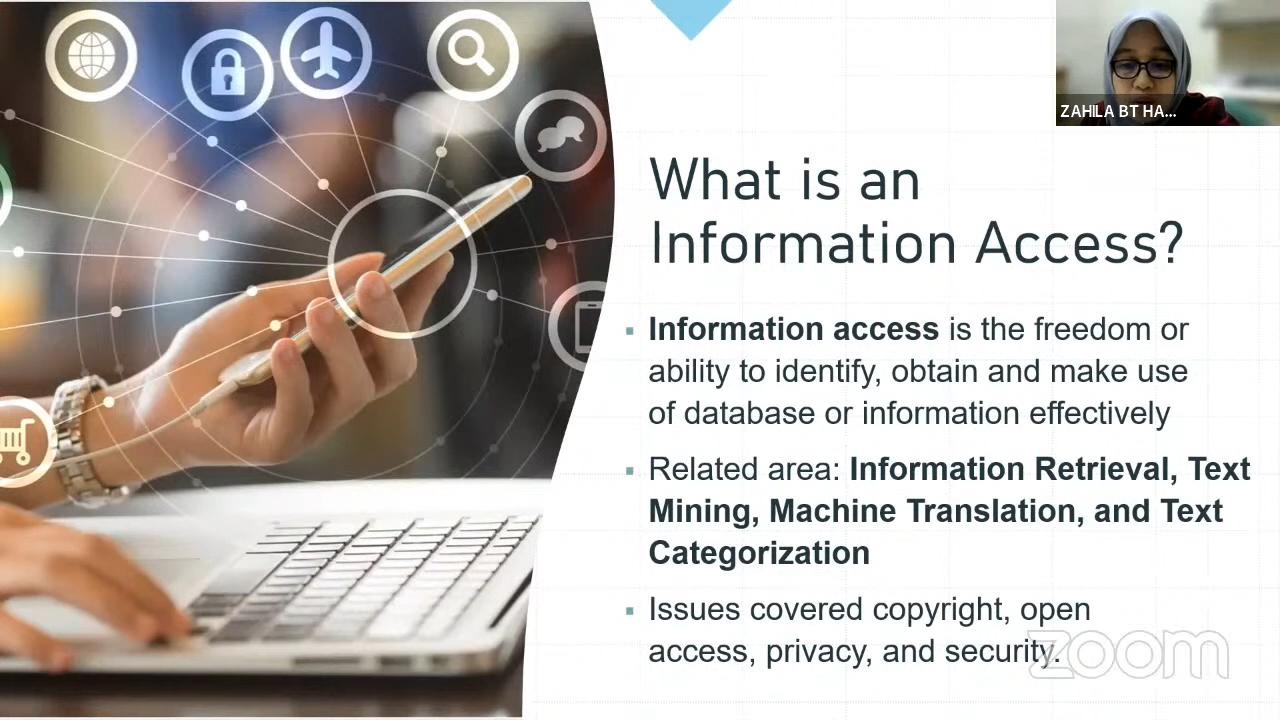 ZAHILA BT HA...
What is an
Information Access?
▪ Information access is the freedom or
ability to identify, obtain and make use
of database or information effectively
▪ Related area: Information Retrieval, Text
Mining, Machine Translation, and Text
Categorization
▪ Issues covered copyright, open
access, privacy, and security.
zoom